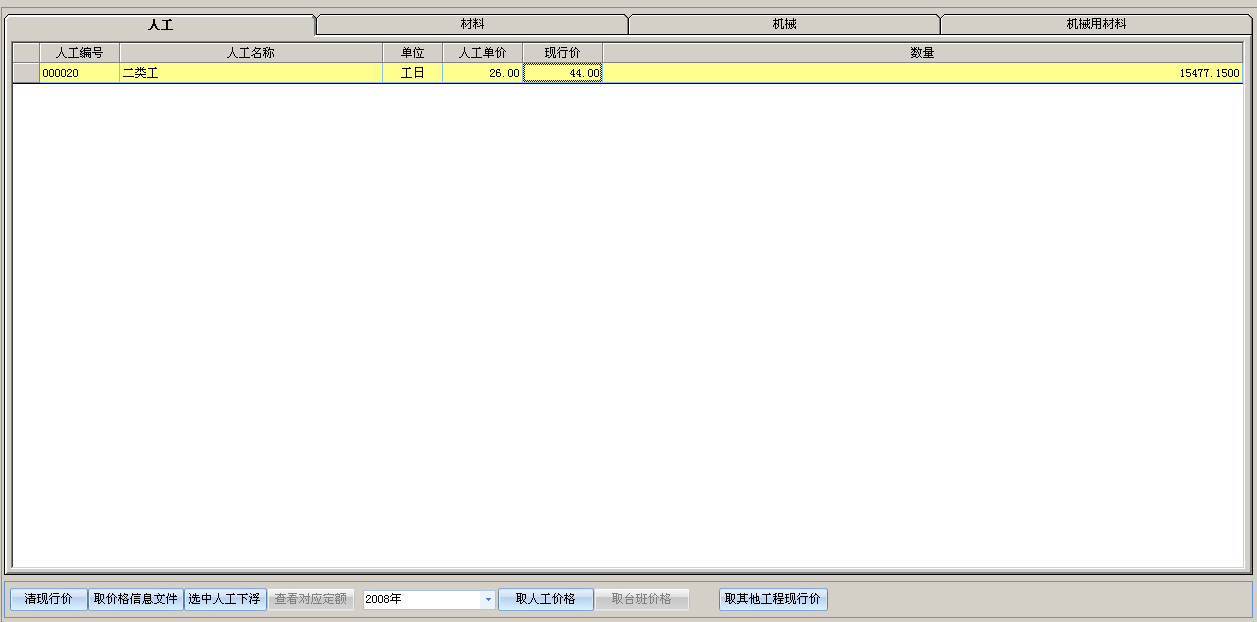 人工 材料 机械 机械用材料
人工编号 人工名称 单位 人工单价 现行价 数量
000020 二类工 工日 26.00 44.00 15477.1500
清现行价 取价格信息文件 选中人工下浮 查看对应定额 2008年 取人工价格 取台班价格 取其他工程现行价